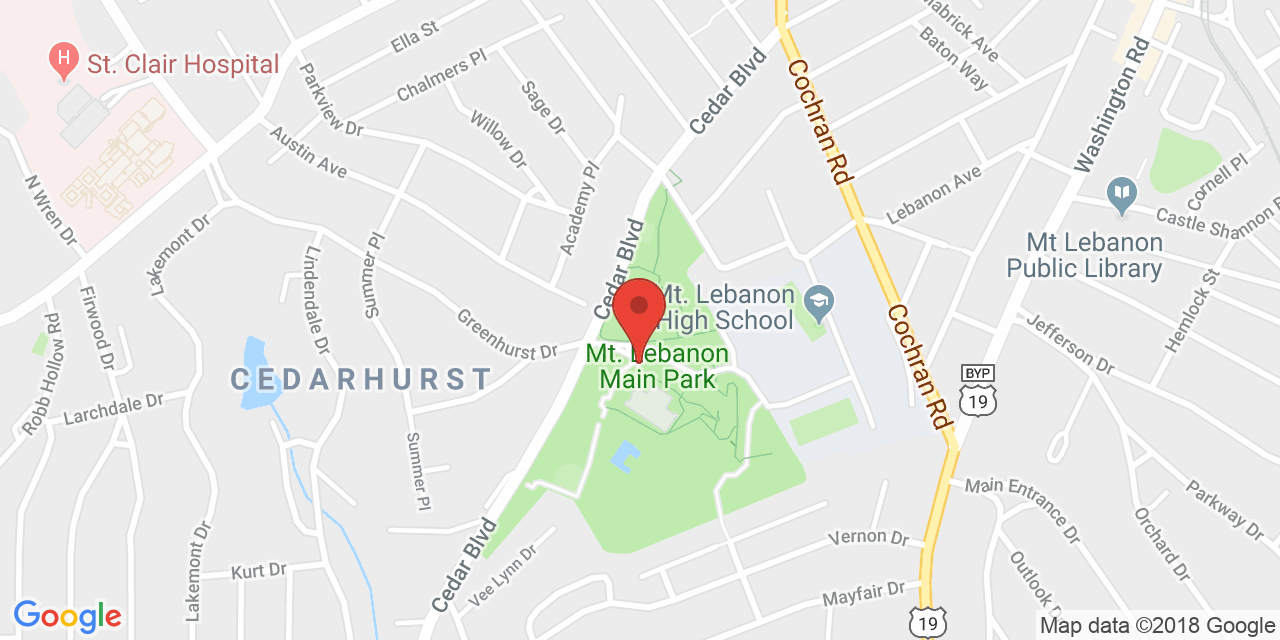 Ella St
Mabrick Ave
Baton Way
Washington Rd
St. Clair Hospital
H
Chalmers Pl
Cedar Blvd
Cochran Rd
Parkview Dr
Sage Dr
Willow Dr
Austin Ave
Academy Pl
Lebanon Ave
Cornell Pl
Castle Shannon B
N Wren Dr
Lakemont Dr
Lindendale Dr
Summer Pl
Cedar Blvd
Mt Lebanon
Public Library
Mt. Lebanon
High School
Firwood Dr
Robb Hollow Rd
Greenhurst Dr
Cochran Rd
Jefferson Dr
Hemlock St
Mt. Lebanon
Main Park
CEDARHURST
BYP
19
Larchdale Dr
Summer Pl
Main Entrance Dr
Parkway Dr
Orchard Dr
Lakemont Dr
Cedar Blvd
Vee Lynn Dr
Vernon Dr
Kurt Dr
Mayfair Dr
Outlook D
19
Google
Map data ©2018 Google